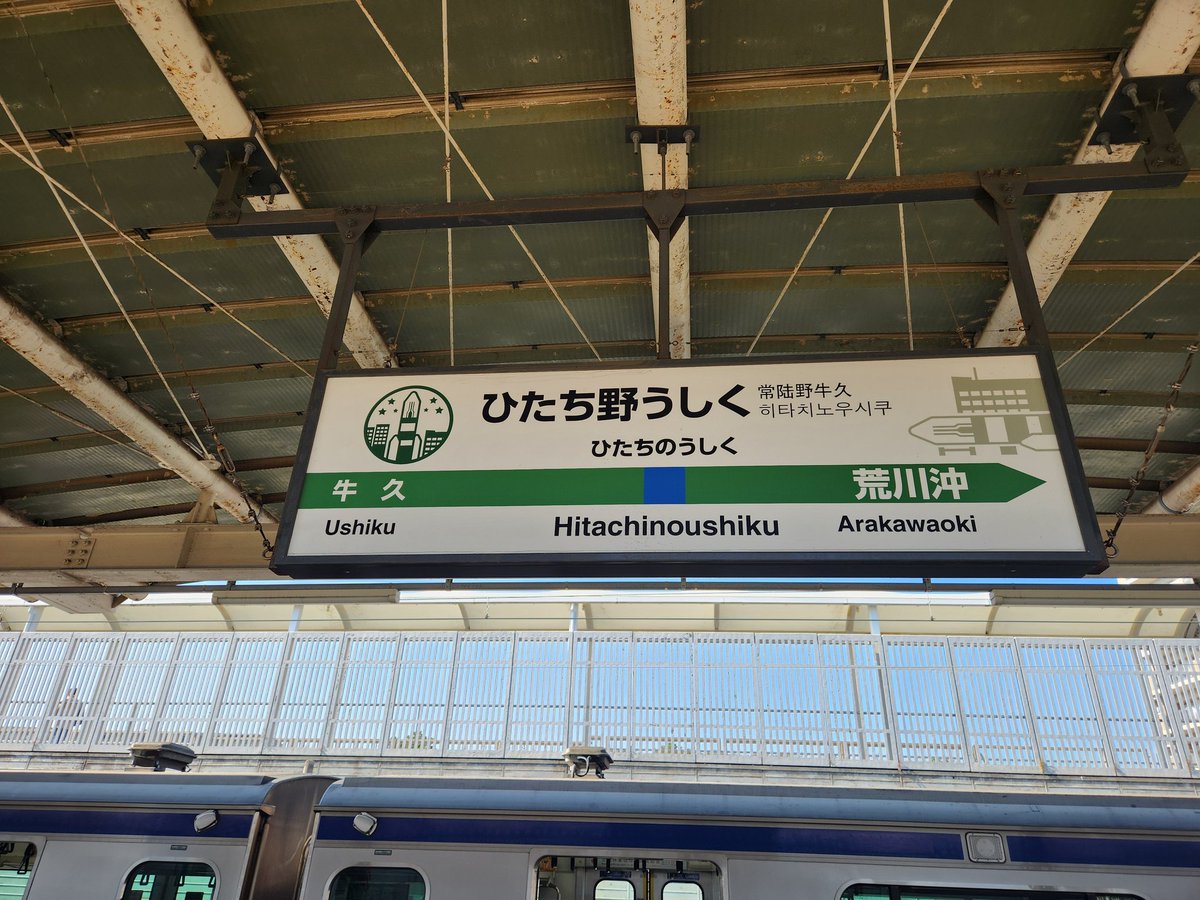 ひたち野うしく
常陸野牛久
히타치노우시쿠
ひたちのうしく
牛久
荒川沖
Ushiku
Hitachinoushiku
Arakawaoki